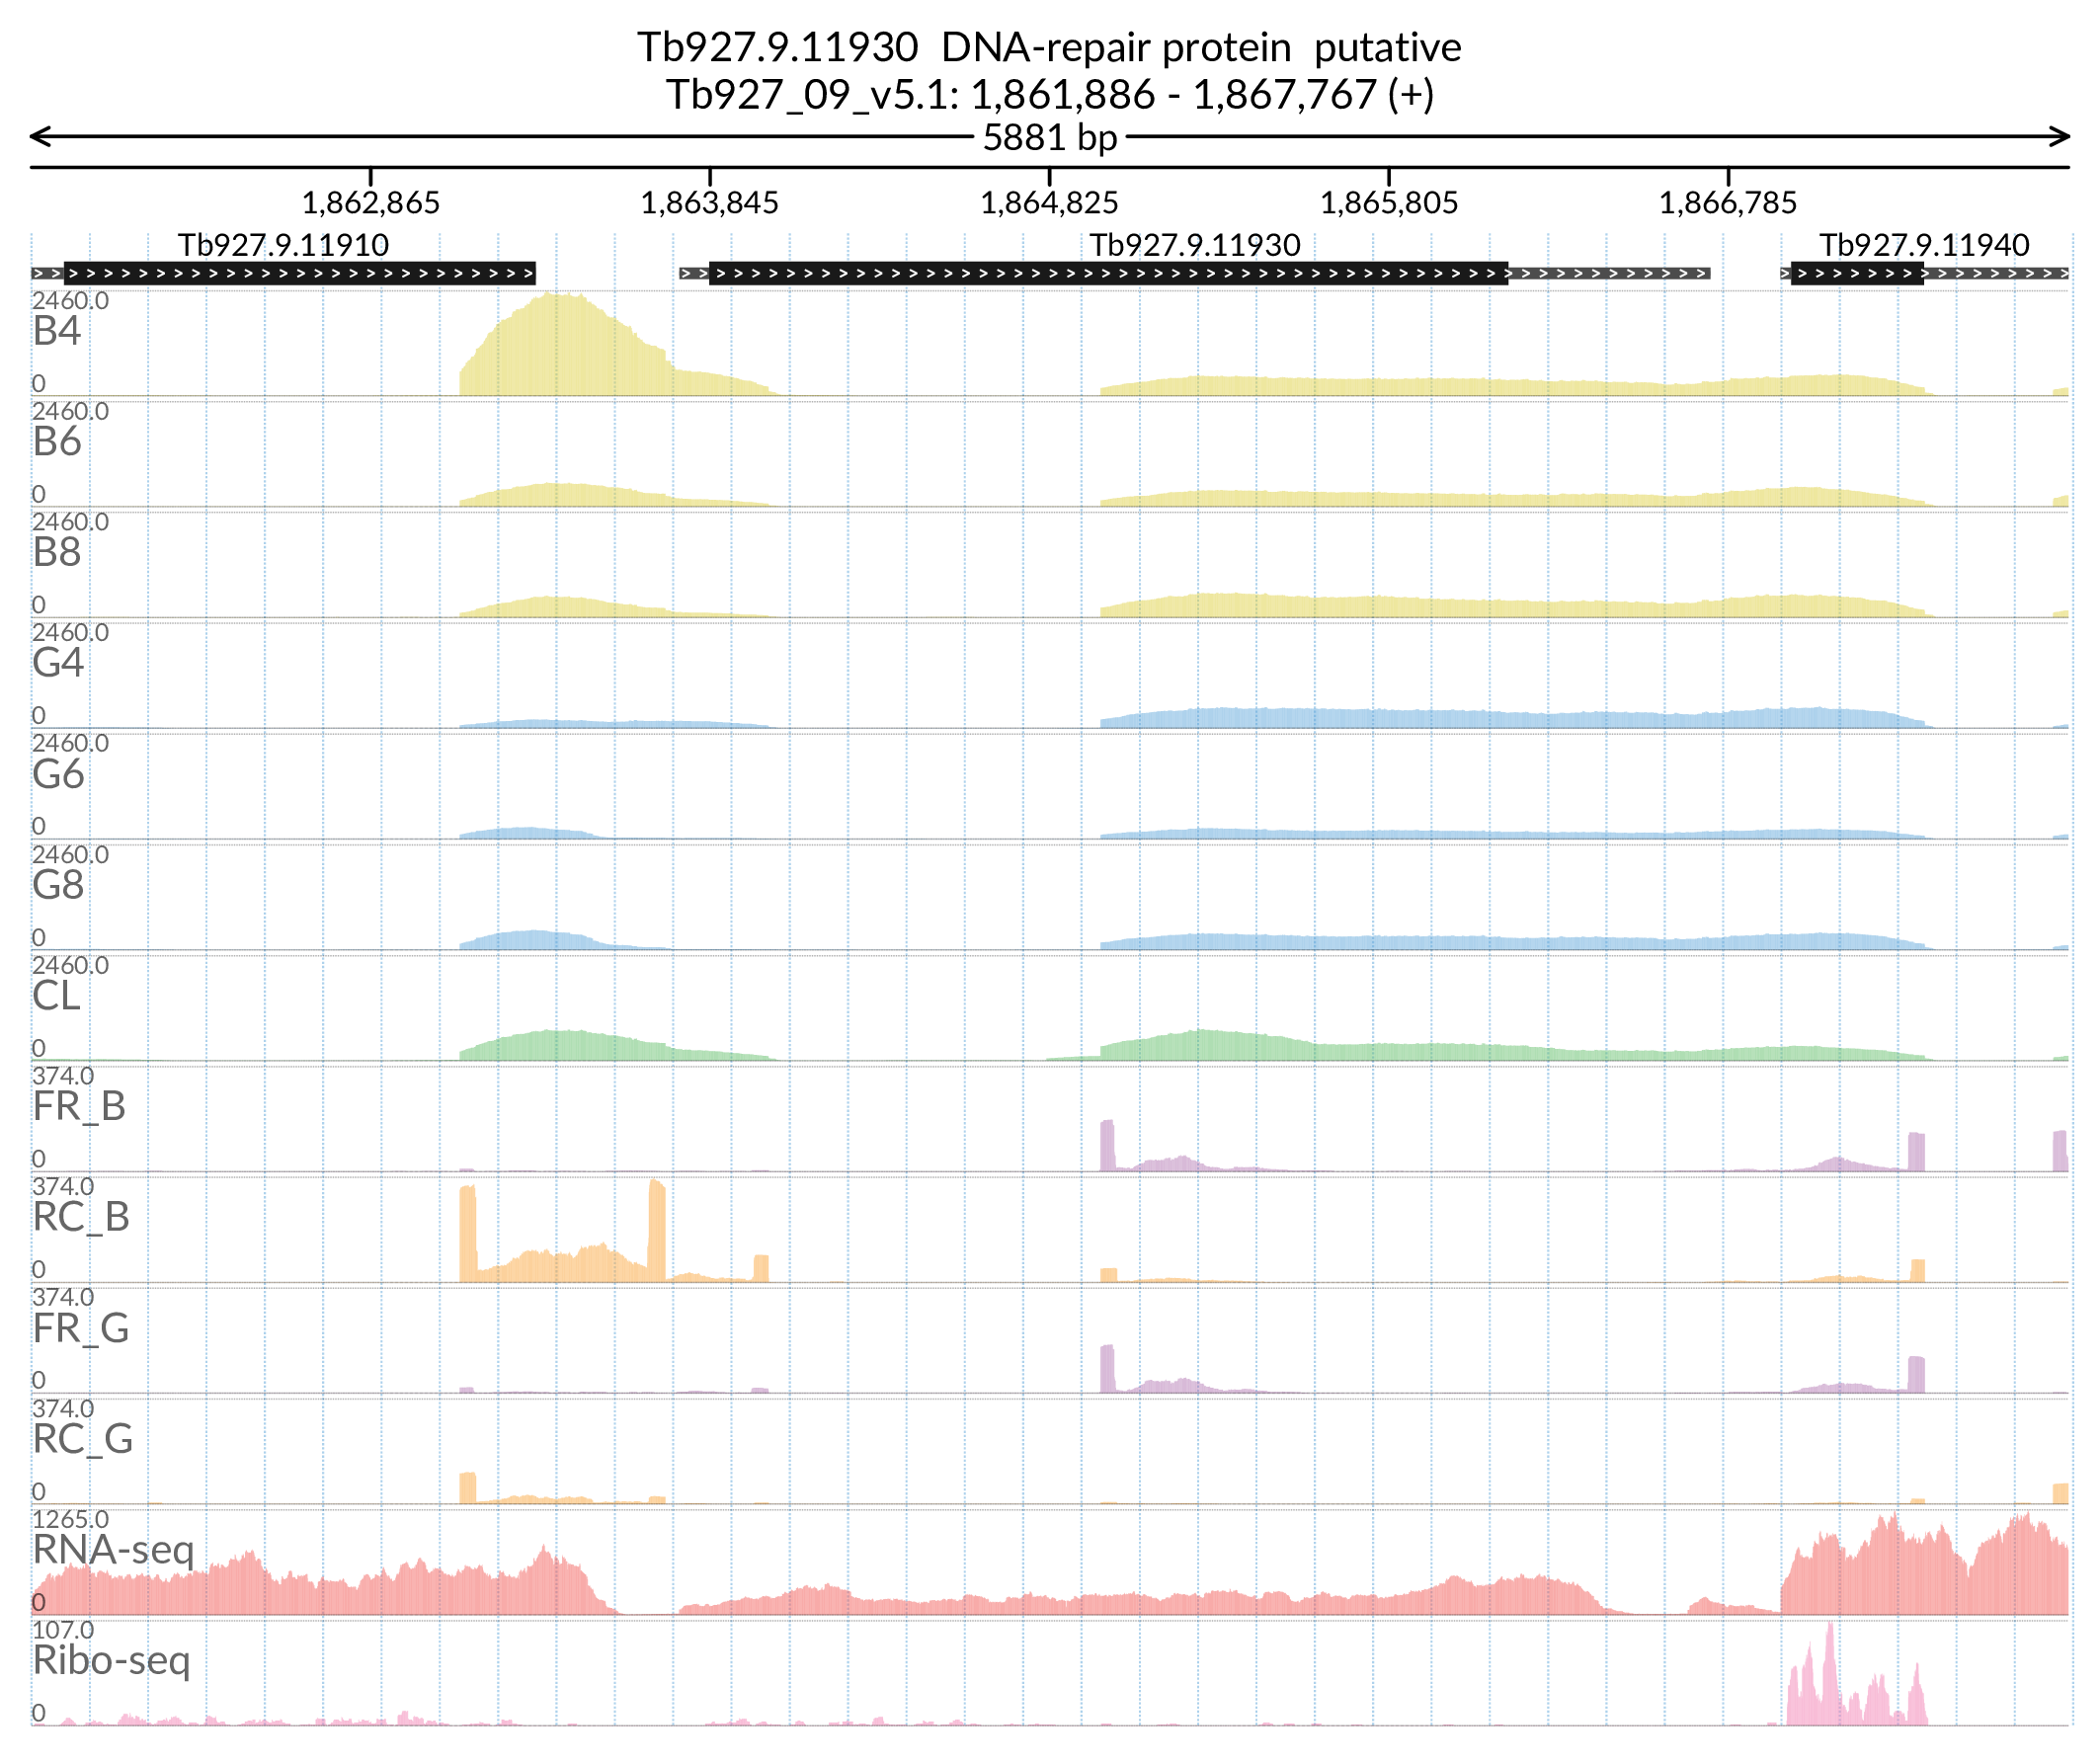 Tb927.9.11930  DNA-repair protein  putative
Tb927_09_v5.1: 1,861,886 - 1,867,767 (+)
5881 bp
1,862,865 1,863,845 1,864,825 1,865,805 1,866,785
Tb927.9.11910 Tb927.9.11930 Tb927.9.11940
2460.0
B4
0
2460.0
B6
0
2460.0
B8
0
2460.0
G4
0
2460.0
G6
0
2460.0
G8
0
2460.0
CL
0
374.0
FR_B
0
374.0
RC_B
0
374.0
FR_G
0
374.0
RC_G
0
1265.0
RNA-seq
0
107.0
Ribo-seq
0